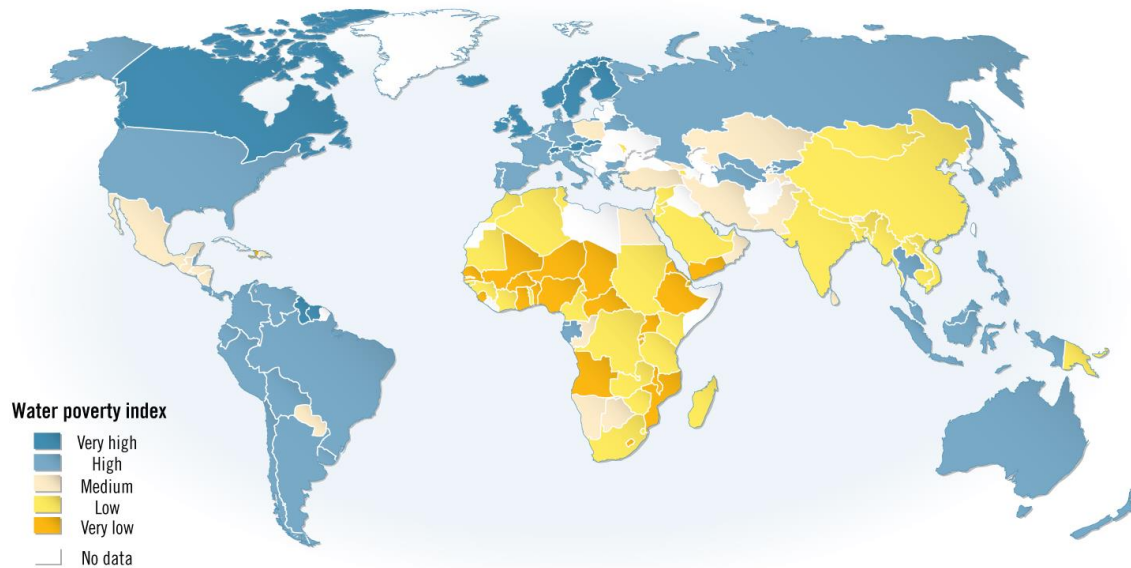 Water poverty index
Very high
High
Medium
Low
Very low
No data